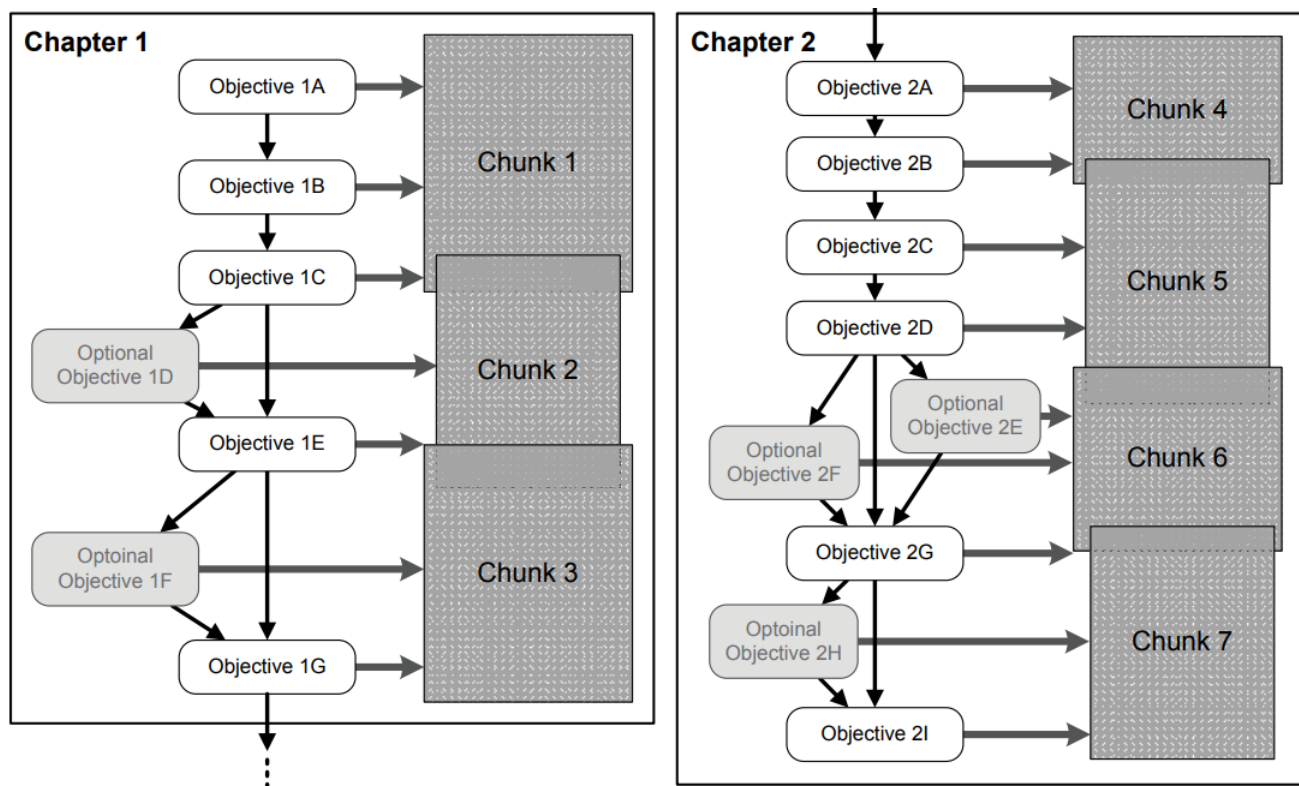 Chapter 1
Objective 1A
Objective 1B
Objective 1C
Optional
Objective 1D
Objective 1E
Optoinal
Objective 1F
Objective 1G
Chunk 1
Chunk 2
Chunk 3
Chapter 2
Objective 2A
Objective 2B
Objective 2C
Objective 2D
Optional
Objective 2E
Optional
Objective 2F
Objective 2G
Optoinal
Objective 2H
Objective 2I
Chunk 4
Chunk 5
Chunk 6
Chunk 7